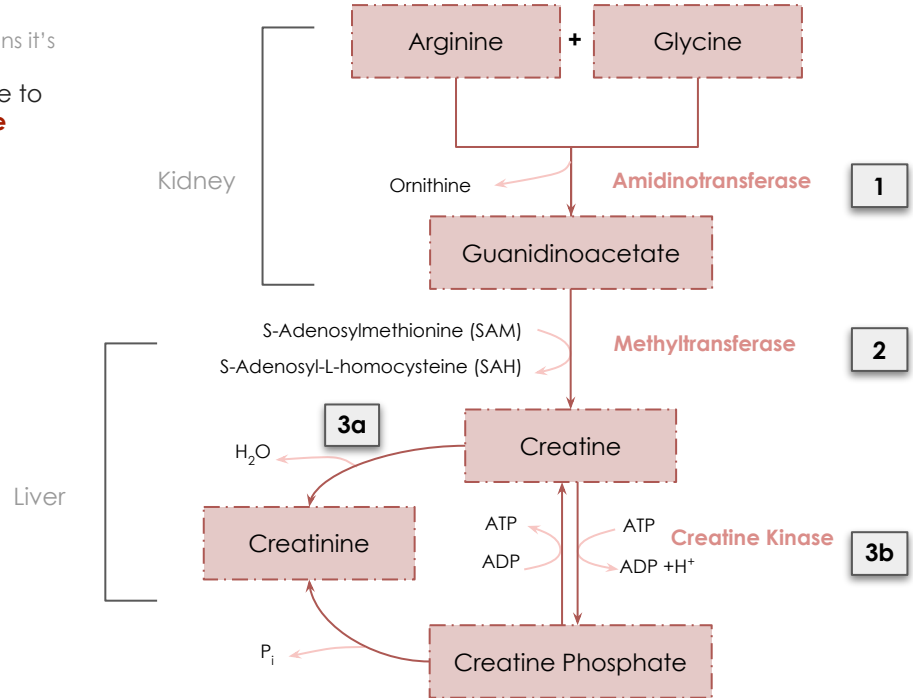 ns it's
e to
e
Arginine + Glycine
Kidney
Ornithine
Amidinotransferase
1
Guanidinoacetate
S-Adenosylmethionine (SAM)
S-Adenosyl-L-homocysteine (SAH)
Methyltransferase
2
3a
H₂O
Creatine
Liver
Creatinine
ATP
ADP
ATP
ADP +H⁺
Creatine Kinase
3b
Pᵢ
Creatine Phosphate